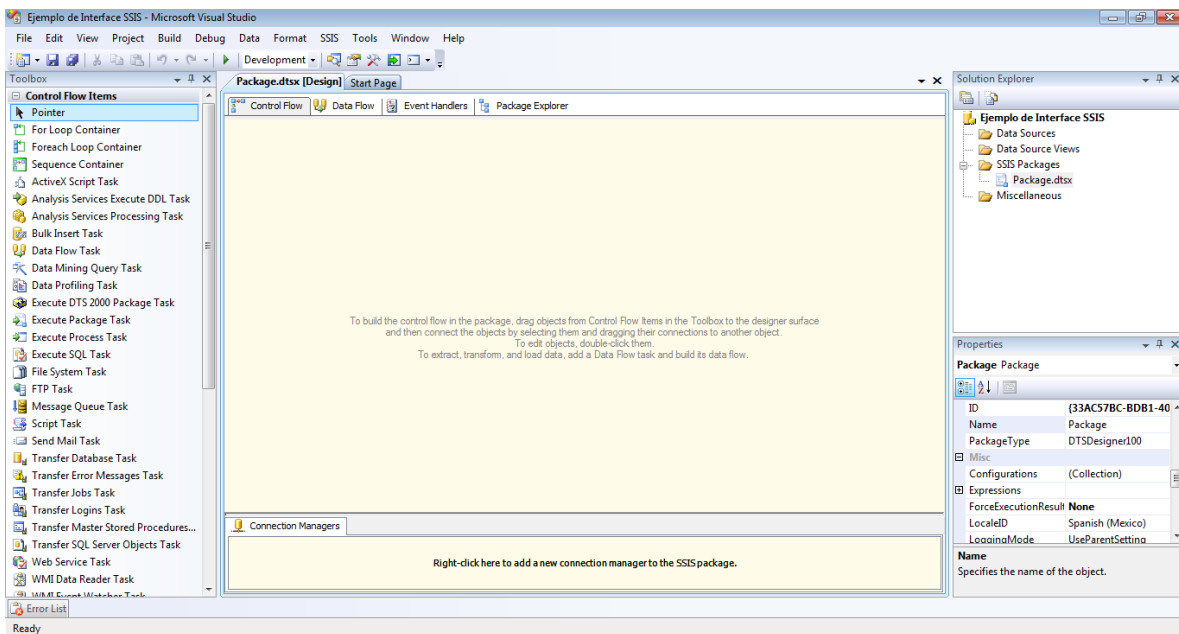 Ejemplo de Interface SSIS - Microsoft Visual Studio
File Edit View Project Build Debug Data Format SSIS Tools Window Help
Development
Toolbox
Control Flow Items
Pointer
For Loop Container
Foreach Loop Container
Sequence Container
ActiveX Script Task
Analysis Services Execute DDL Task
Analysis Services Processing Task
Bulk Insert Task
Data Flow Task
Data Mining Query Task
Data Profiling Task
Execute DTS 2000 Package Task
Execute Package Task
Execute Process Task
Execute SQL Task
File System Task
FTP Task
Message Queue Task
Script Task
Send Mail Task
Transfer Database Task
Transfer Error Messages Task
Transfer Jobs Task
Transfer Logins Task
Transfer Master Stored Procedures...
Transfer SQL Server Objects Task
Web Service Task
WMI Data Reader Task
WMI Event Watcher Task
Package.dtsx [Design] Start Page
Control Flow Data Flow Event Handlers Package Explorer
To build the control flow in the package, drag objects from Control Flow Items in the Toolbox to the designer surface
and then connect the objects by selecting them and dragging their connections to another object.
To edit objects, double-click them.
To extract, transform, and load data, add a Data Flow task and build its data flow.
Connection Managers
Right-click here to add a new connection manager to the SSIS package.
Solution Explorer
Ejemplo de Interface SSIS
Data Sources
Data Source Views
SSIS Packages
Package.dtsx
Miscellaneous
Properties
Package Package
ID {33AC57BC-BDB1-40
Name Package
PackageType DTSDesigner100
Misc
Configurations (Collection)
Expressions
ForceExecutionResult None
LocaleID Spanish (Mexico)
LoggingMode UseParentSetting
Name
Specifies the name of the object.
Error List
Ready